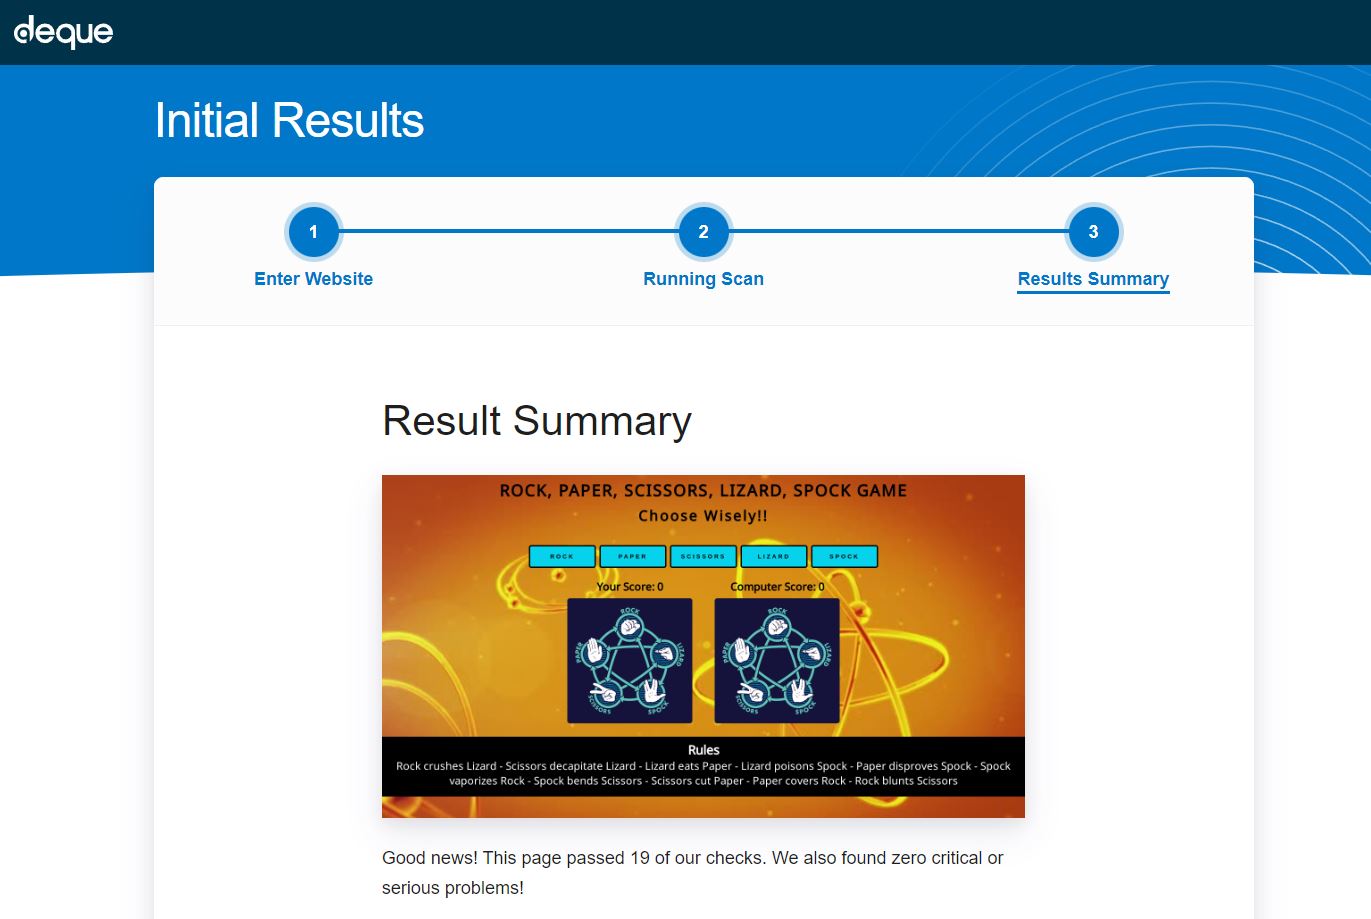 deque
Initial Results
1
2
3
Enter Website
Running Scan
Results Summary
Result Summary
ROCK, PAPER, SCISSORS, LIZARD, SPOCK GAME
Choose Wisely!!
ROCK
PAPER
SCISSORS
LIZARD
SPOCK
Your Score: 0
Computer Score: 0
ROCK
PAPER
LIZARD
SCISSORS
SPOCK
ROCK
PAPER
LIZARD
SCISSORS
SPOCK
Rules
Rock crushes Lizard - Scissors decapitate Lizard - Lizard eats Paper - Lizard poisons Spock - Paper disproves Spock - Spock
vaporizes Rock - Spock bends Scissors - Scissors cut Paper - Paper covers Rock - Rock blunts Scissors
Good news! This page passed 19 of our checks. We also found zero critical or
serious problems!